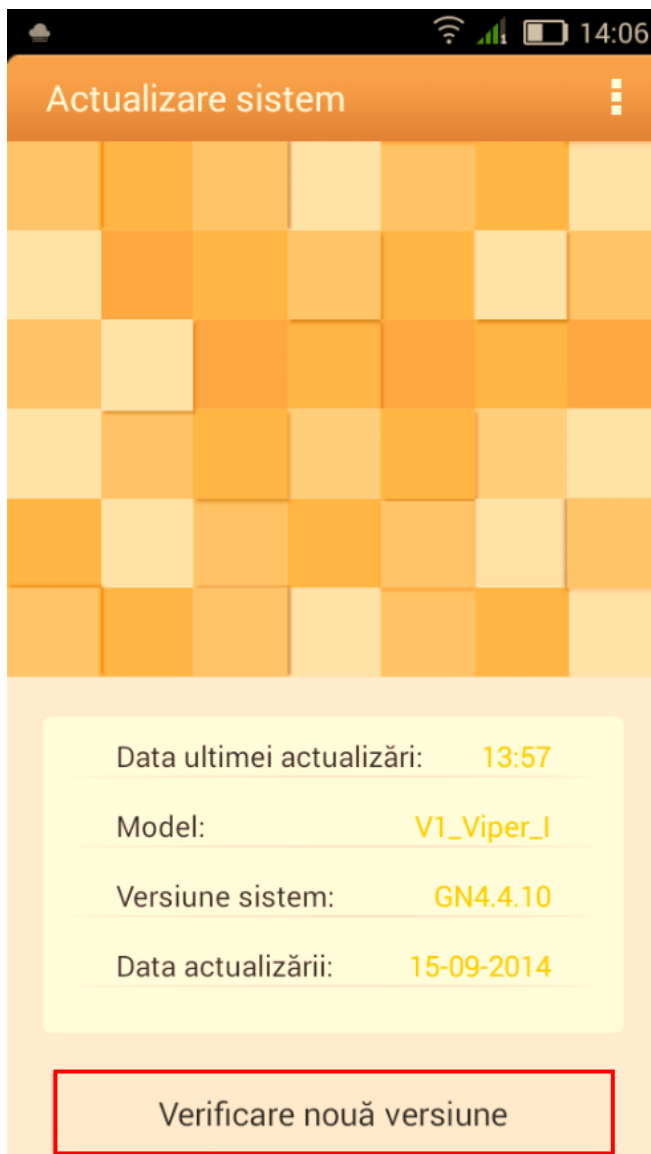 14:06
Actualizare sistem
Data ultimei actualizări: 13:57
Model: V1_Viper_I
Versiune sistem: GN4.4.10
Data actualizării: 15-09-2014
Verificare nouă versiune